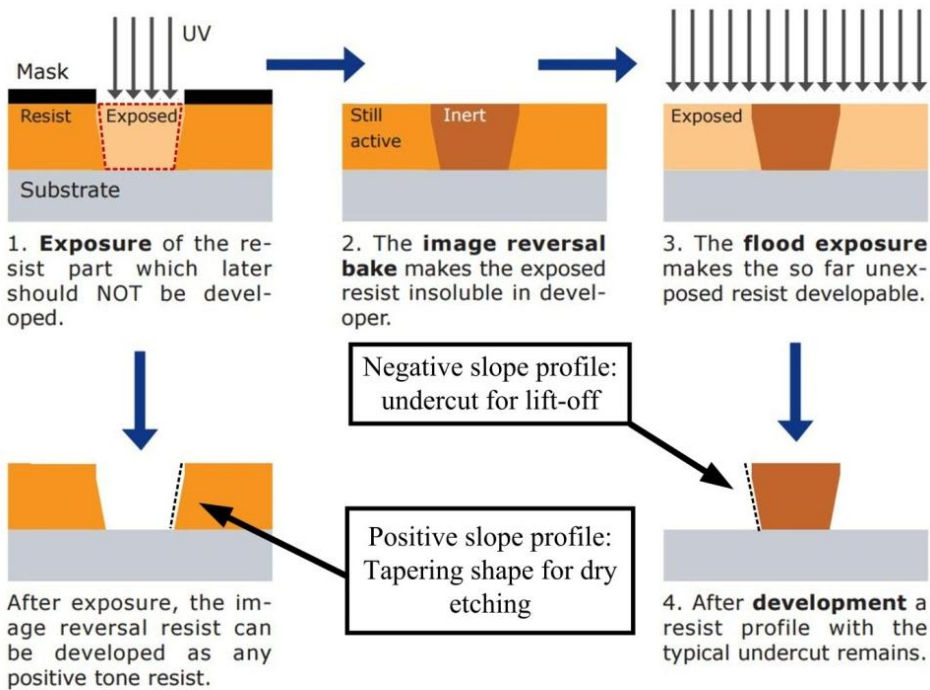 UV
Mask
Resist
Exposed
Substrate
1. Exposure of the re-
sist part which later
should NOT be devel-
oped.
Still
active
Inert
2. The image reversal
bake makes the exposed
resist insoluble in devel-
oper.
Exposed
3. The flood exposure
makes the so far unex-
posed resist developable.
Negative slope profile:
undercut for lift-off
Positive slope profile:
Tapering shape for dry
etching
After exposure, the im-
age reversal resist can
be developed as any
positive tone resist.
4. After development a
resist profile with the
typical undercut remains.